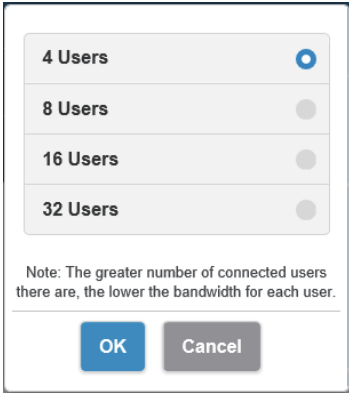 4 Users
8 Users
16 Users
32 Users
Note: The greater number of connected users
there are, the lower the bandwidth for each user.
OK
Cancel